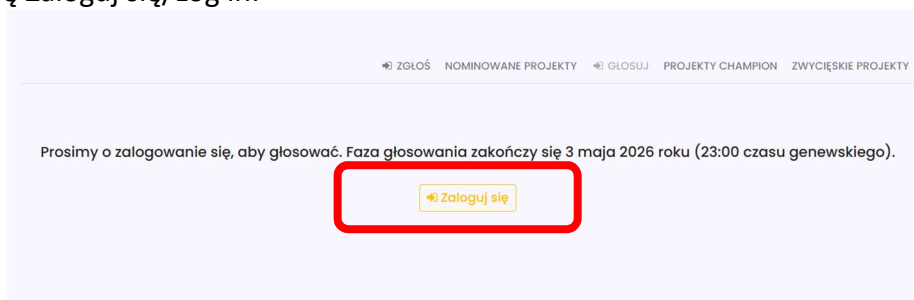 ZGŁOŚ NOMINOWANE PROJEKTY GŁOSUJ PROJEKTY CHAMPION ZWYCIĘSKIE PROJEKTY
Prosimy o zalogowanie się, aby głosować. Faza głosowania zakończy się 3 maja 2026 roku (23:00 czasu genewskiego).
Zaloguj się